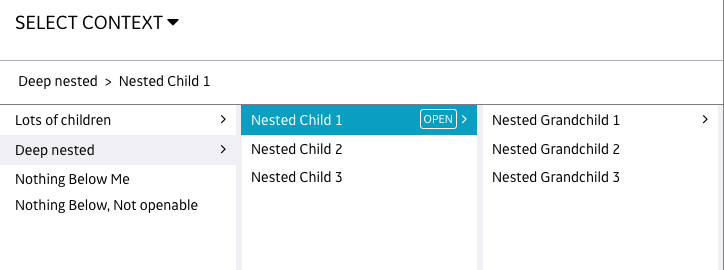 SELECT CONTEXT
Deep nested > Nested Child 1
Lots of children >
Deep nested >
Nothing Below Me
Nothing Below, Not openable
Nested Child 1 OPEN >
Nested Child 2
Nested Child 3
Nested Grandchild 1 >
Nested Grandchild 2
Nested Grandchild 3